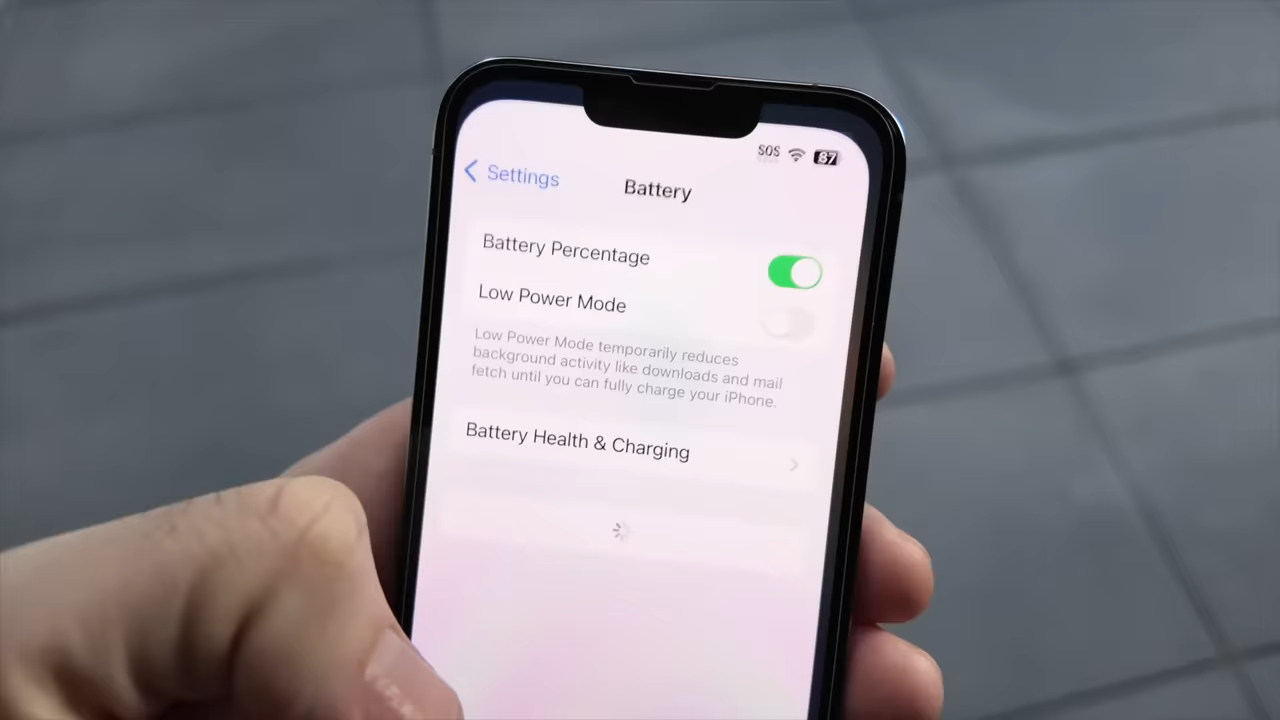 SOS 87
Settings
Battery
Battery Percentage
Low Power Mode
Low Power Mode temporarily reduces
background activity like downloads and mail
fetch until you can fully charge your iPhone.
Battery Health & Charging